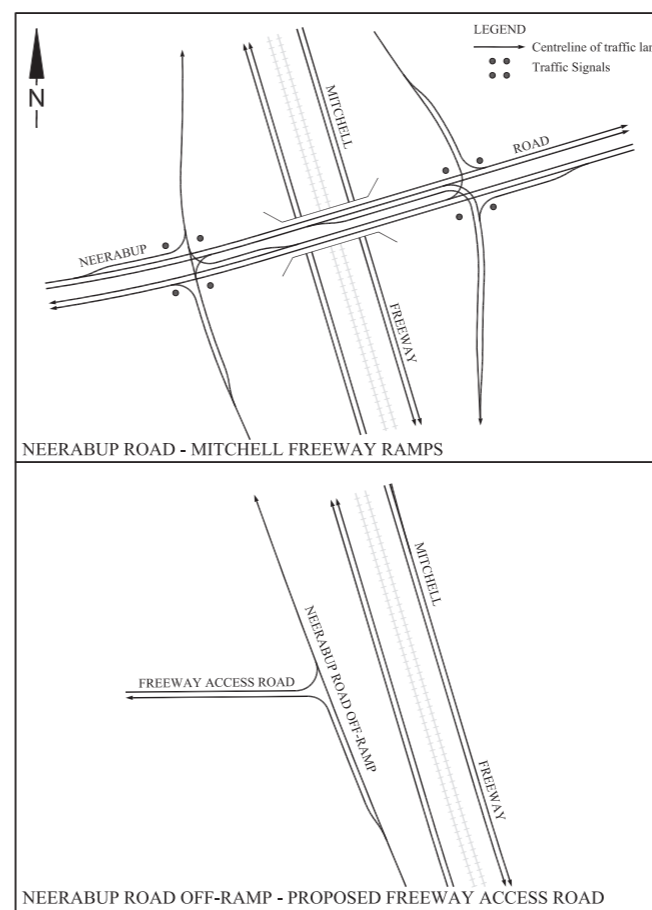 LEGEND
Centreline of traffic lan
Traffic Signals
N
MITCHELL
ROAD
NEERABUP
FREEWAY
NEERABUP ROAD - MITCHELL FREEWAY RAMPS
MITCHELL
NEERABUP ROAD OFF-RAMP
FREEWAY ACCESS ROAD
FREEWAY
NEERABUP ROAD OFF-RAMP - PROPOSED FREEWAY ACCESS ROAD